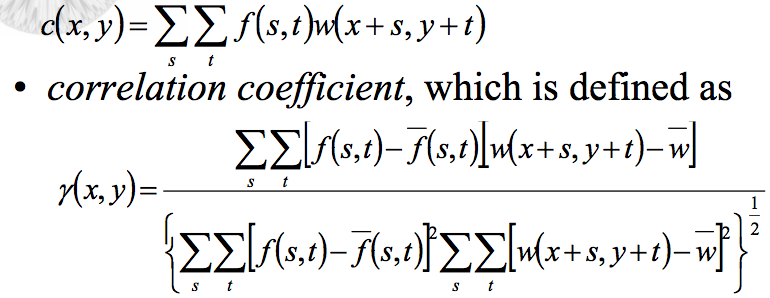 c(x, y) = ∑∑ f(s,t)w(x + s, y + t)
s t
• correlation coefficient, which is defined as
∑∑[f(s,t) − f̅(s,t)][w(x + s, y + t) − w̅]
s t
γ(x, y) =
{∑∑[f(s,t) − f̅(s,t)]² ∑∑[w(x + s, y + t) − w̅]²}^(1/2)
s t s t